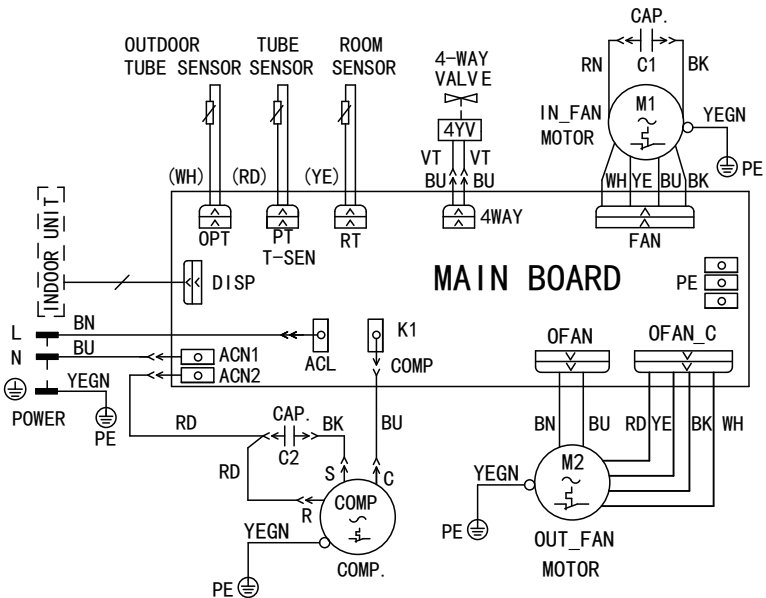 CAP.
C1
RN
BK
M1
IN_FAN
MOTOR
YEGN
PE
OUTDOOR
TUBE SENSOR
TUBE
SENSOR
ROOM
SENSOR
4-WAY
VALVE
4YV
VT VT
BU BU
(WH) (RD) (YE)
WH YE BU BK
OPT
PT
T-SEN
RT
4WAY
FAN
INDOOR UNIT
DISP
MAIN BOARD
PE
L
BN
N
BU
YEGN
POWER
PE
ACN1
ACN2
ACL
K1
COMP
OFAN
OFAN_C
RD
CAP.
C2
BK
BU
RD
S
C
R
COMP
YEGN
PE
COMP.
BN BU
RD YE BK WH
M2
YEGN
PE
OUT_FAN
MOTOR